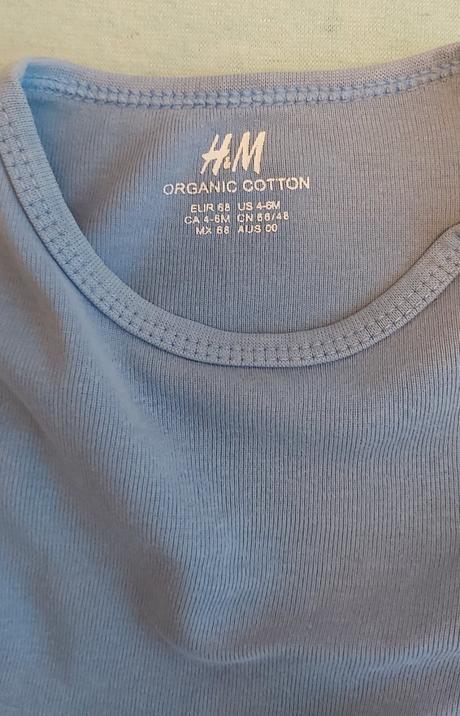 H&M
ORGANIC COTTON
EUR 68 US 4-6M
CA 4-6M CN 66/48
MX 68 AUS 00